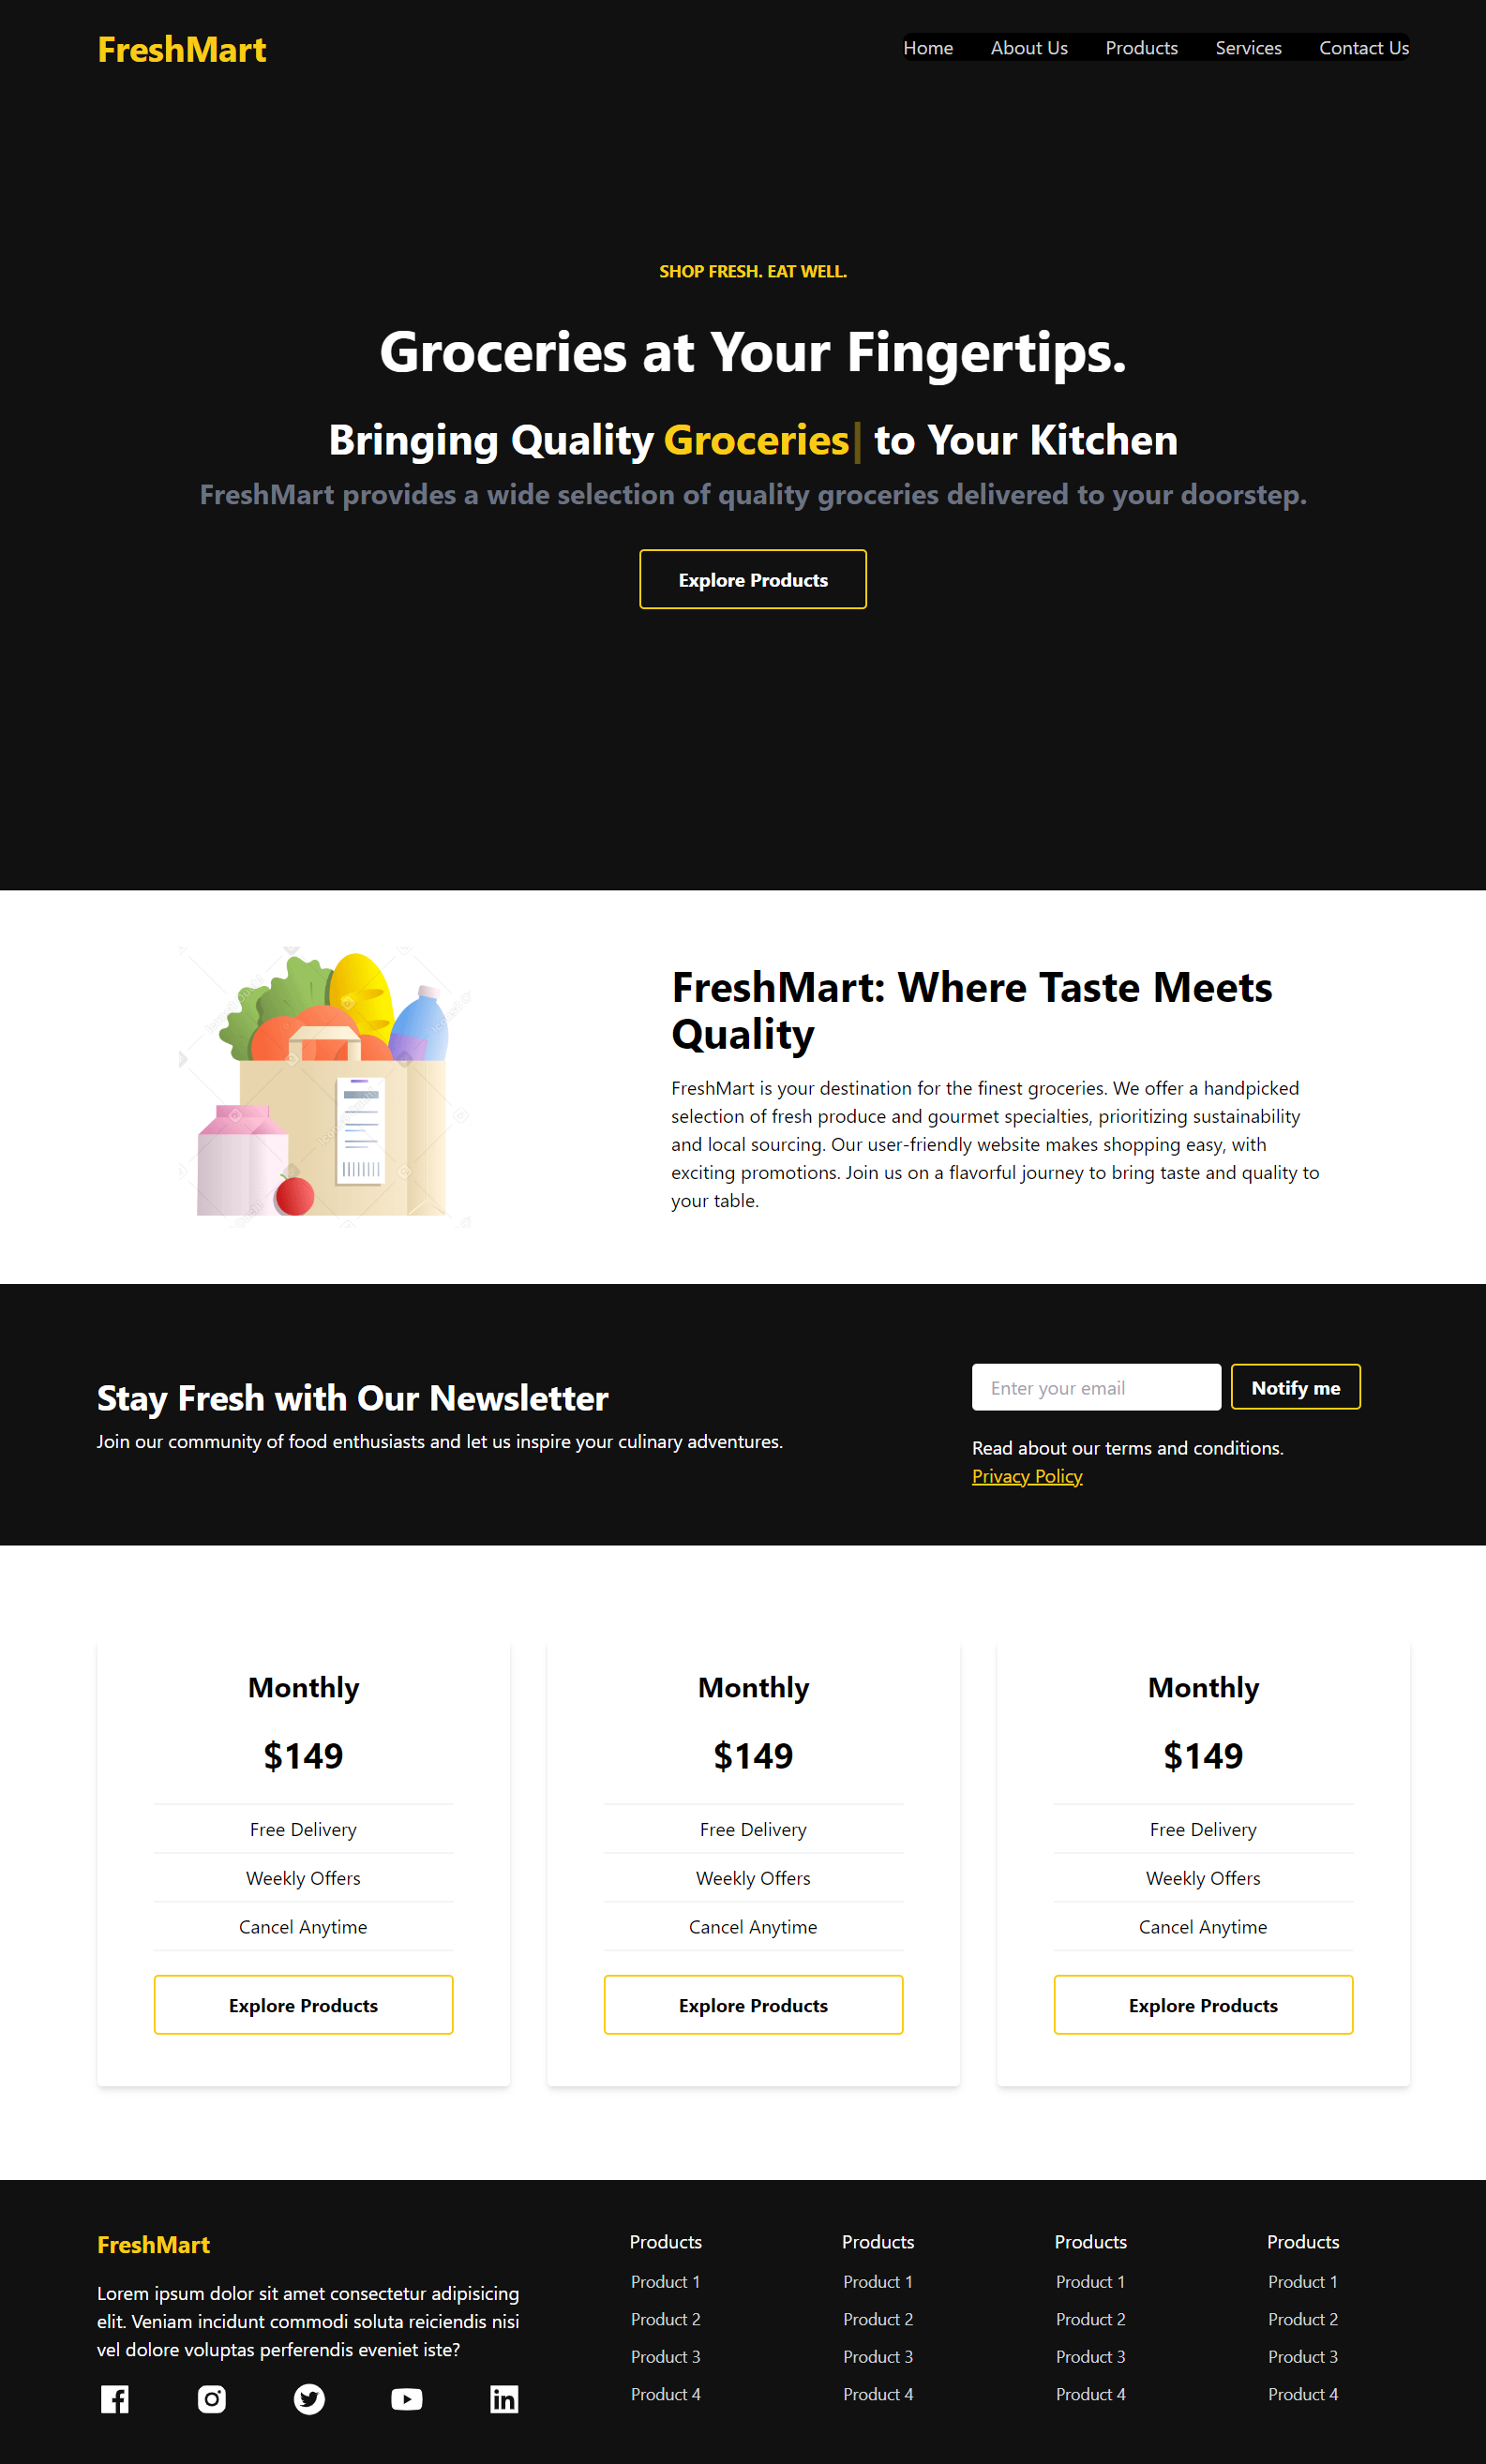 FreshMart
Home About Us Products Services Contact Us
SHOP FRESH. EAT WELL.
Groceries at Your Fingertips.
Bringing Quality Groceries| to Your Kitchen
FreshMart provides a wide selection of quality groceries delivered to your doorstep.
Explore Products
FreshMart: Where Taste Meets
Quality
FreshMart is your destination for the finest groceries. We offer a handpicked
selection of fresh produce and gourmet specialties, prioritizing sustainability
and local sourcing. Our user-friendly website makes shopping easy, with
exciting promotions. Join us on a flavorful journey to bring taste and quality to
your table.
Stay Fresh with Our Newsletter
Join our community of food enthusiasts and let us inspire your culinary adventures.
Enter your email
Notify me
Read about our terms and conditions.
Privacy Policy
Monthly
$149
Free Delivery
Weekly Offers
Cancel Anytime
Explore Products
Monthly
$149
Free Delivery
Weekly Offers
Cancel Anytime
Explore Products
Monthly
$149
Free Delivery
Weekly Offers
Cancel Anytime
Explore Products
FreshMart
Lorem ipsum dolor sit amet consectetur adipisicing
elit. Veniam incidunt commodi soluta reiciendis nisi
vel dolore voluptas perferendis eveniet iste?
Products
Product 1
Product 2
Product 3
Product 4
Products
Product 1
Product 2
Product 3
Product 4
Products
Product 1
Product 2
Product 3
Product 4
Products
Product 1
Product 2
Product 3
Product 4